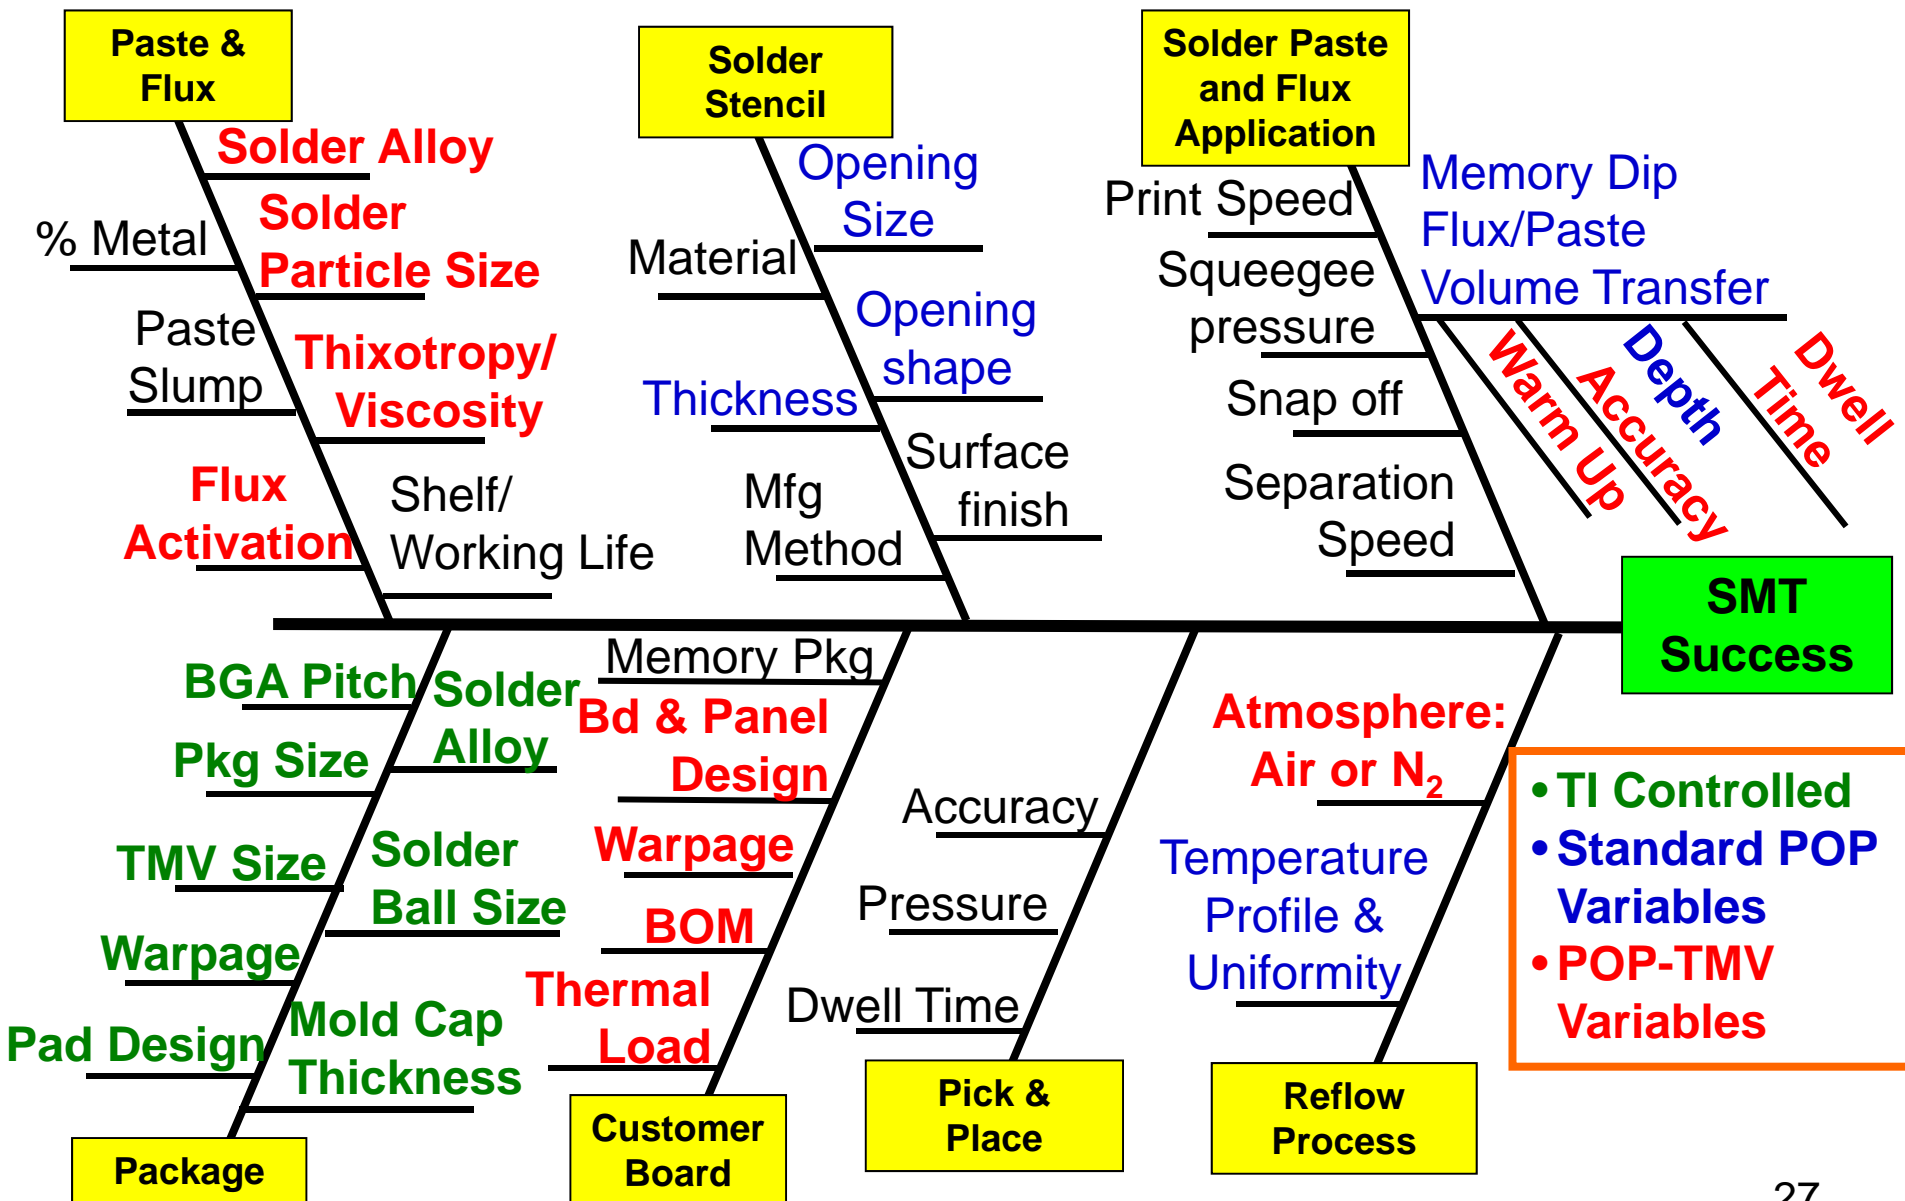 Paste &
Flux
Solder
Stencil
Solder Paste
and Flux
Application
Solder Alloy
% Metal
Solder
Particle Size
Paste
Slump
Thixotropy/
Viscosity
Flux
Activation
Shelf/
Working Life
Opening
Size
Material
Opening
shape
Thickness
Surface
finish
Mfg
Method
Print Speed
Squeegee
pressure
Snap off
Separation
Speed
Memory Dip
Flux/Paste
Volume Transfer
Warm Up
Accuracy
Depth
Dwell
Time
SMT
Success
BGA Pitch
Solder
Alloy
Pkg Size
TMV Size
Solder
Ball Size
Warpage
Pad Design
Mold Cap
Thickness
Package
Memory Pkg
Bd & Panel
Design
Warpage
BOM
Thermal
Load
Customer
Board
Accuracy
Pressure
Dwell Time
Pick &
Place
Atmosphere:
Air or N2
Temperature
Profile &
Uniformity
Reflow
Process
• TI Controlled
• Standard POP
Variables
• POP-TMV
Variables
27